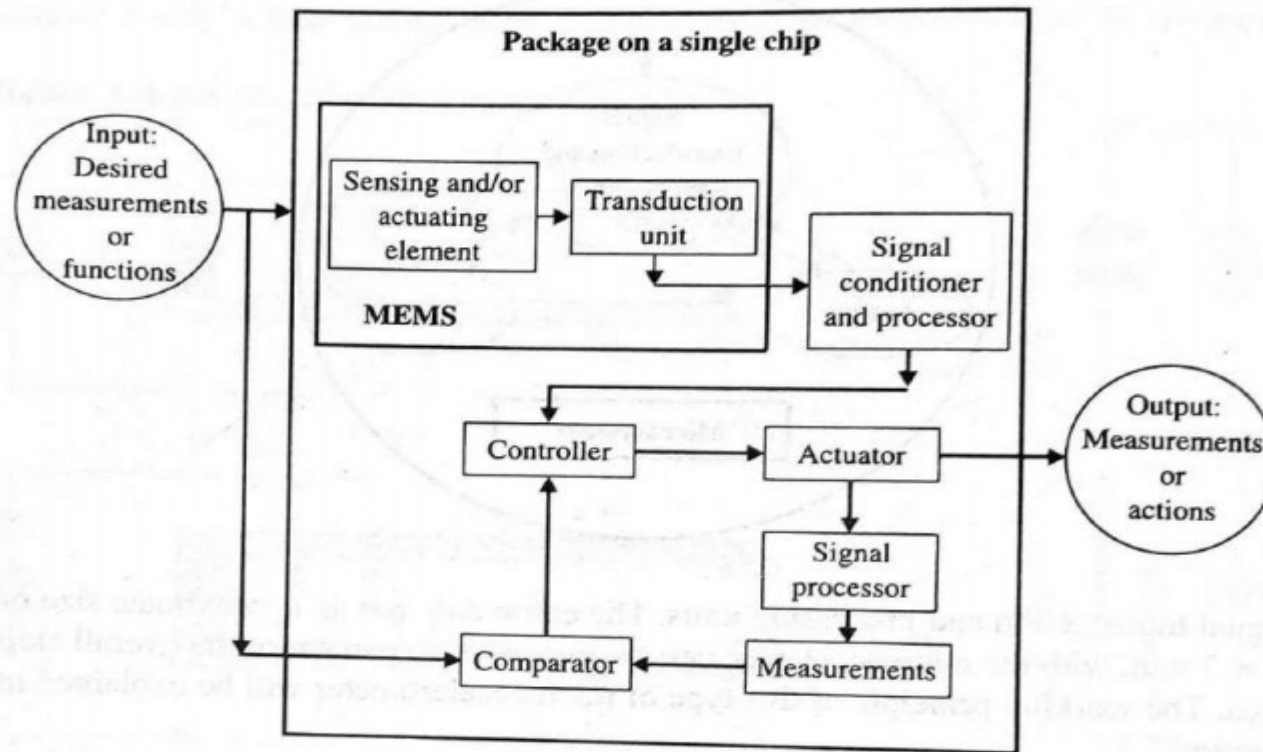 Package on a single chip
Input:
Desired
measurements
or
functions
Sensing and/or
actuating
element
Transduction
unit
MEMS
Signal
conditioner
and processor
Controller
Actuator
Output:
Measurements
or
actions
Signal
processor
Comparator
Measurements